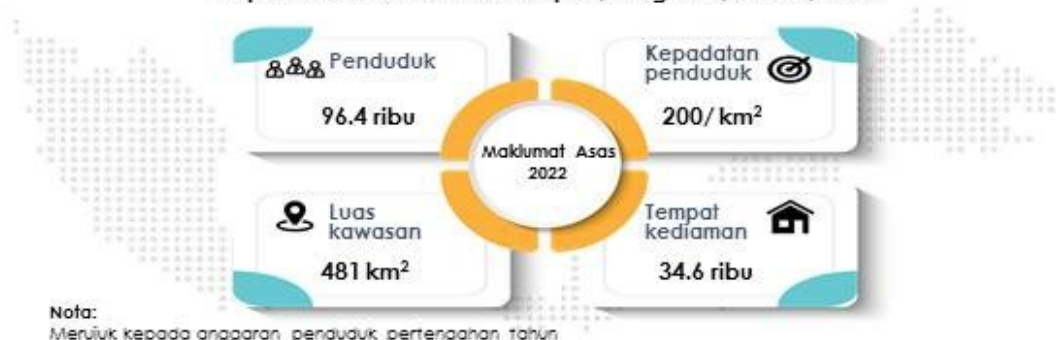 Penduduk
96.4 ribu
Kepadatan
penduduk
200/ km²
Maklumat Asas
2022
Luas
kawasan
481 km²
Tempat
kediaman
34.6 ribu
Nota:
Merujuk kepada anggaran penduduk pertengahan tahun